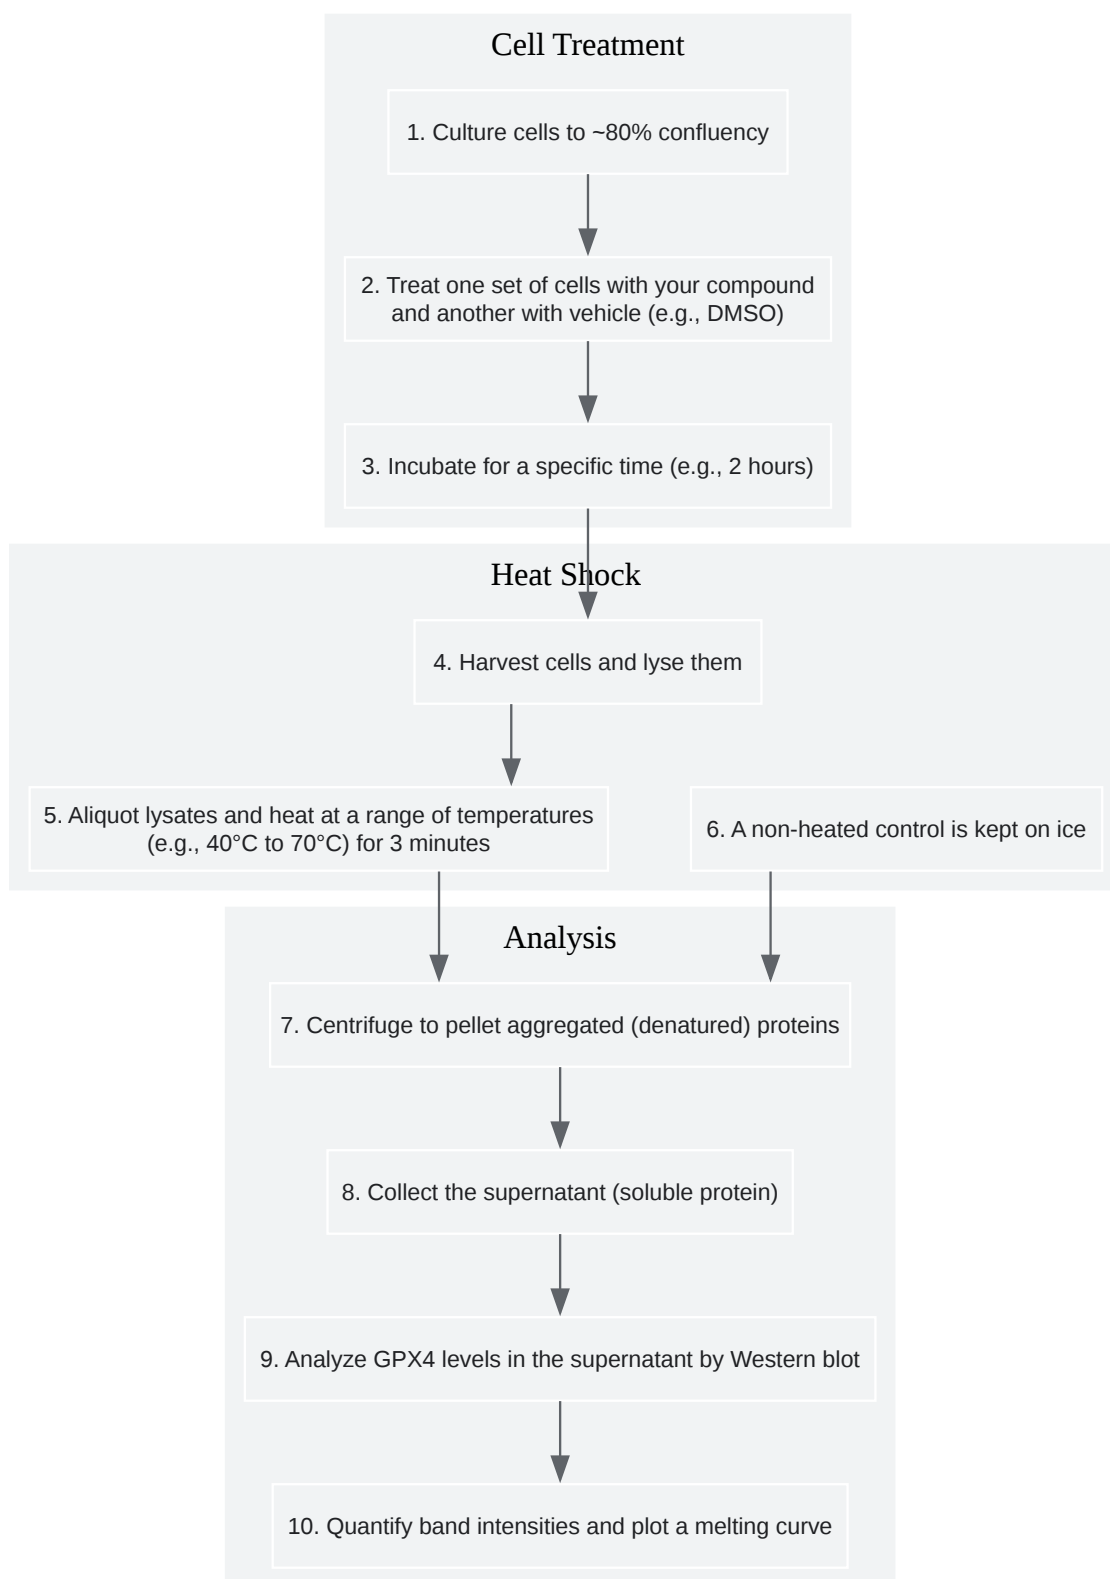 Cell Treatment
1. Culture cells to ~80% confluency
2. Treat one set of cells with your compound
and another with vehicle (e.g., DMSO)
3. Incubate for a specific time (e.g., 2 hours)
Heat Shock
4. Harvest cells and lyse them
5. Aliquot lysates and heat at a range of temperatures
(e.g., 40°C to 70°C) for 3 minutes
6. A non-heated control is kept on ice
Analysis
7. Centrifuge to pellet aggregated (denatured) proteins
8. Collect the supernatant (soluble protein)
9. Analyze GPX4 levels in the supernatant by Western blot
10. Quantify band intensities and plot a melting curve